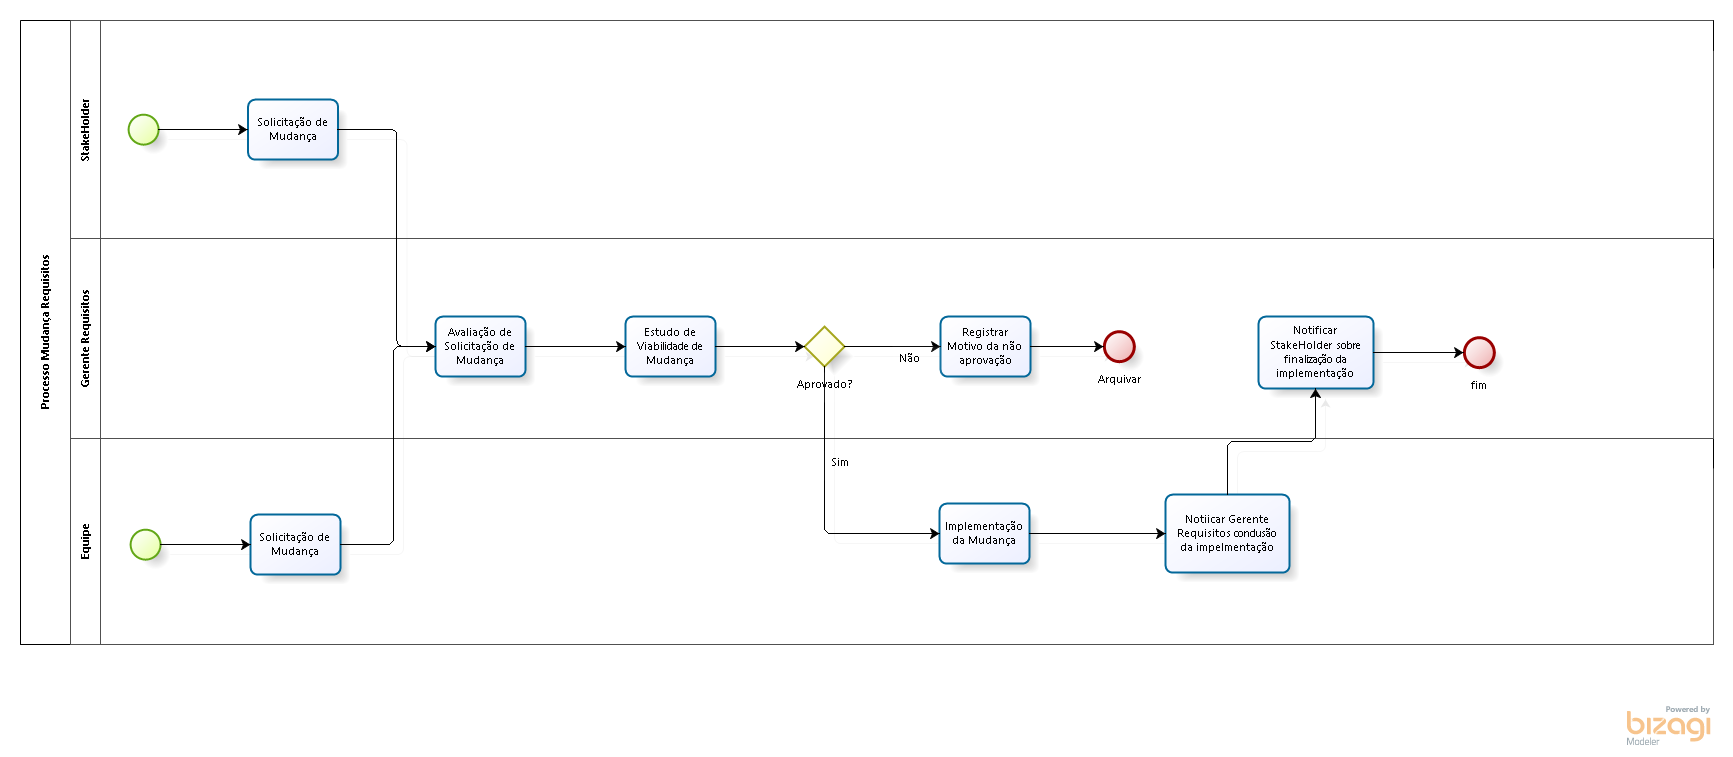 Processo Mudança Requisitos
StakeHolder
Solicitação de
Mudança
Gerente Requisitos
Avaliação de
Solicitação de
Mudança
Estudo de
Viabilidade de
Mudança
Aprovado?
Não
Registrar
Motivo da não
aprovação
Arquivar
Notificar
StakeHolder sobre
finalização da
implementação
fim
Equipe
Solicitação de
Mudança
Sim
Implementação
da Mudança
Notiicar Gerente
Requisitos conclusão
da impelmentação
Powered by
bizagi
Modeler